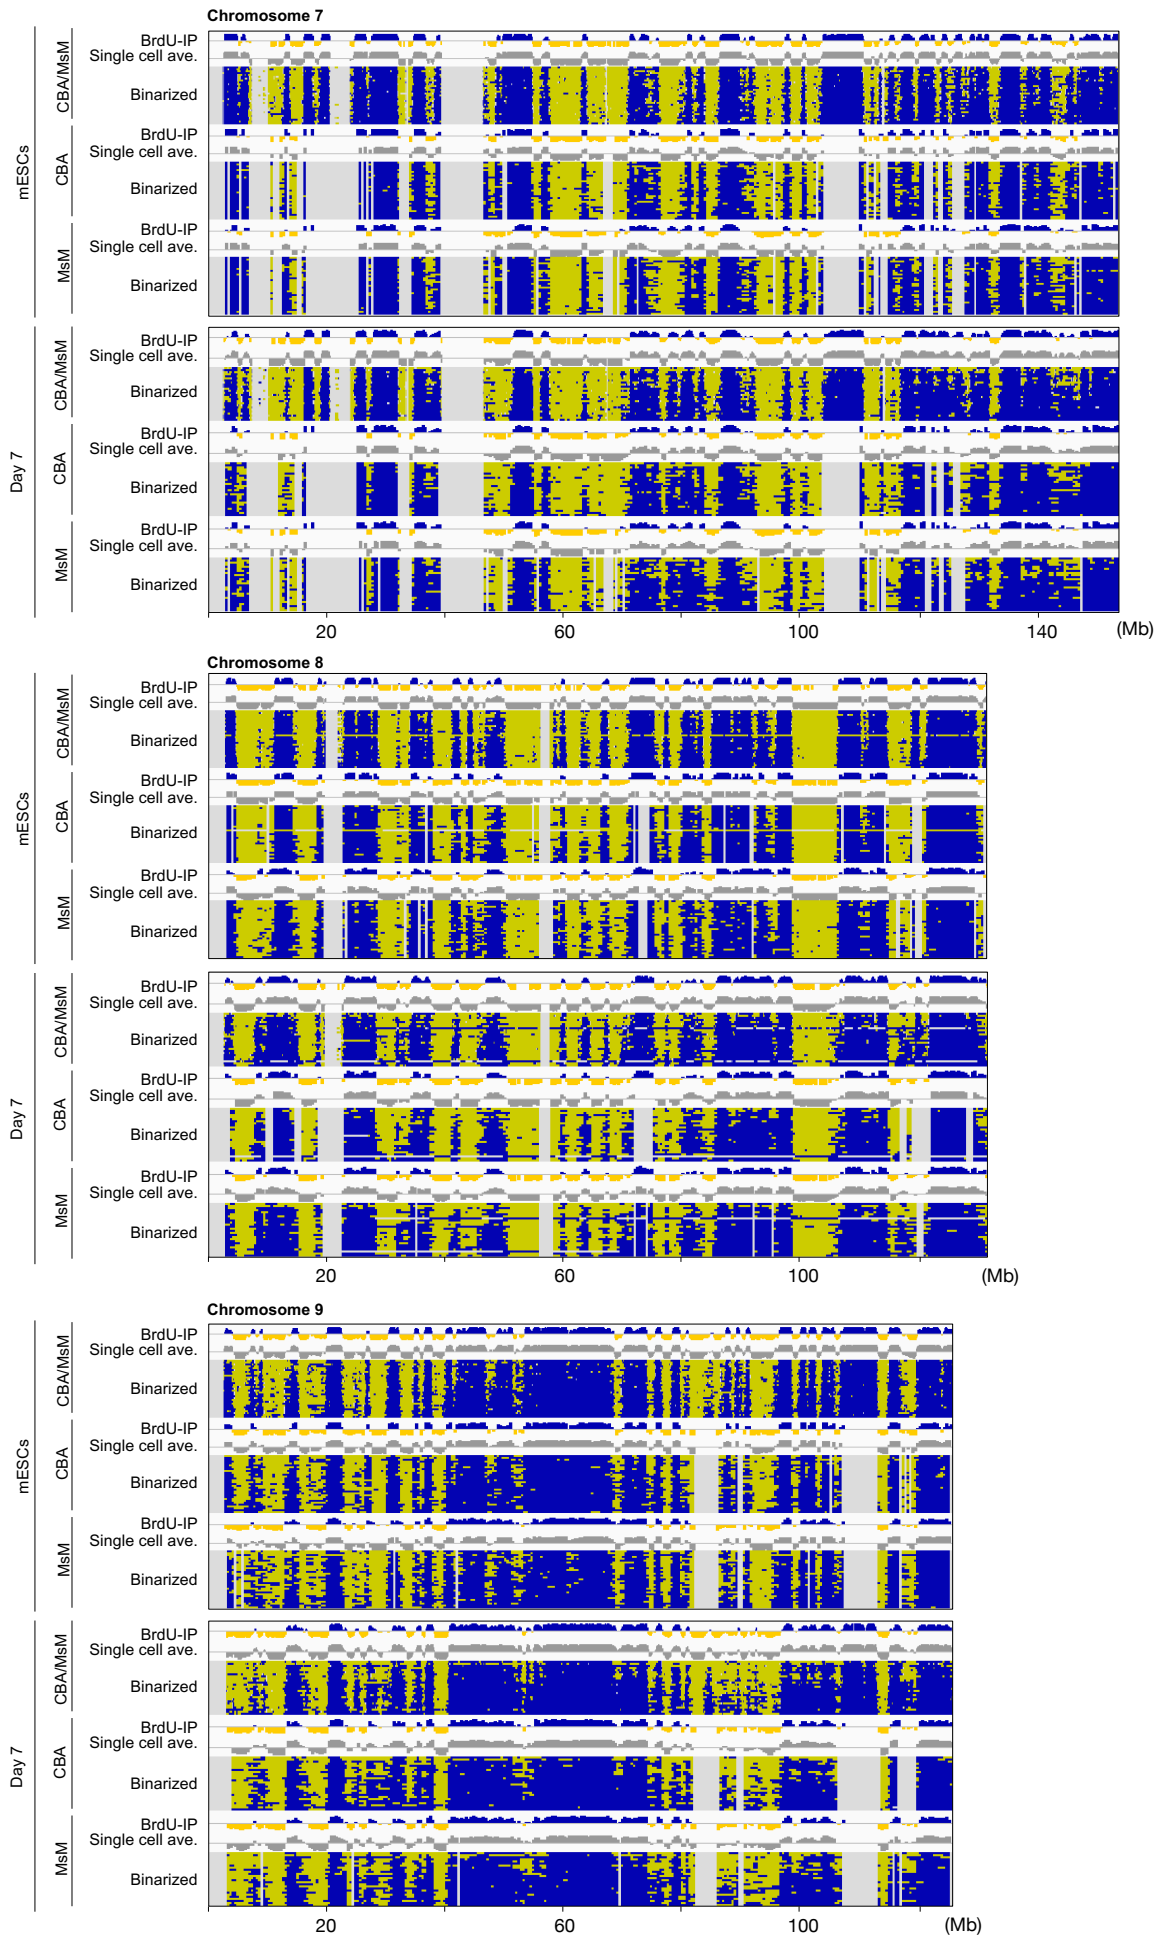 Chromosome 7
mESCs
CBA/MsM
BrdU-IP
Single cell ave.
Binarized
CBA
BrdU-IP
Single cell ave.
Binarized
MsM
BrdU-IP
Single cell ave.
Binarized
Day 7
CBA/MsM
BrdU-IP
Single cell ave.
Binarized
CBA
BrdU-IP
Single cell ave.
Binarized
MsM
BrdU-IP
Single cell ave.
Binarized
20 60 100 140 (Mb)
Chromosome 8
mESCs
CBA/MsM
BrdU-IP
Single cell ave.
Binarized
CBA
BrdU-IP
Single cell ave.
Binarized
MsM
BrdU-IP
Single cell ave.
Binarized
Day 7
CBA/MsM
BrdU-IP
Single cell ave.
Binarized
CBA
BrdU-IP
Single cell ave.
Binarized
MsM
BrdU-IP
Single cell ave.
Binarized
20 60 100 (Mb)
Chromosome 9
mESCs
CBA/MsM
BrdU-IP
Single cell ave.
Binarized
CBA
BrdU-IP
Single cell ave.
Binarized
MsM
BrdU-IP
Single cell ave.
Binarized
Day 7
CBA/MsM
BrdU-IP
Single cell ave.
Binarized
CBA
BrdU-IP
Single cell ave.
Binarized
MsM
BrdU-IP
Single cell ave.
Binarized
20 60 100 (Mb)